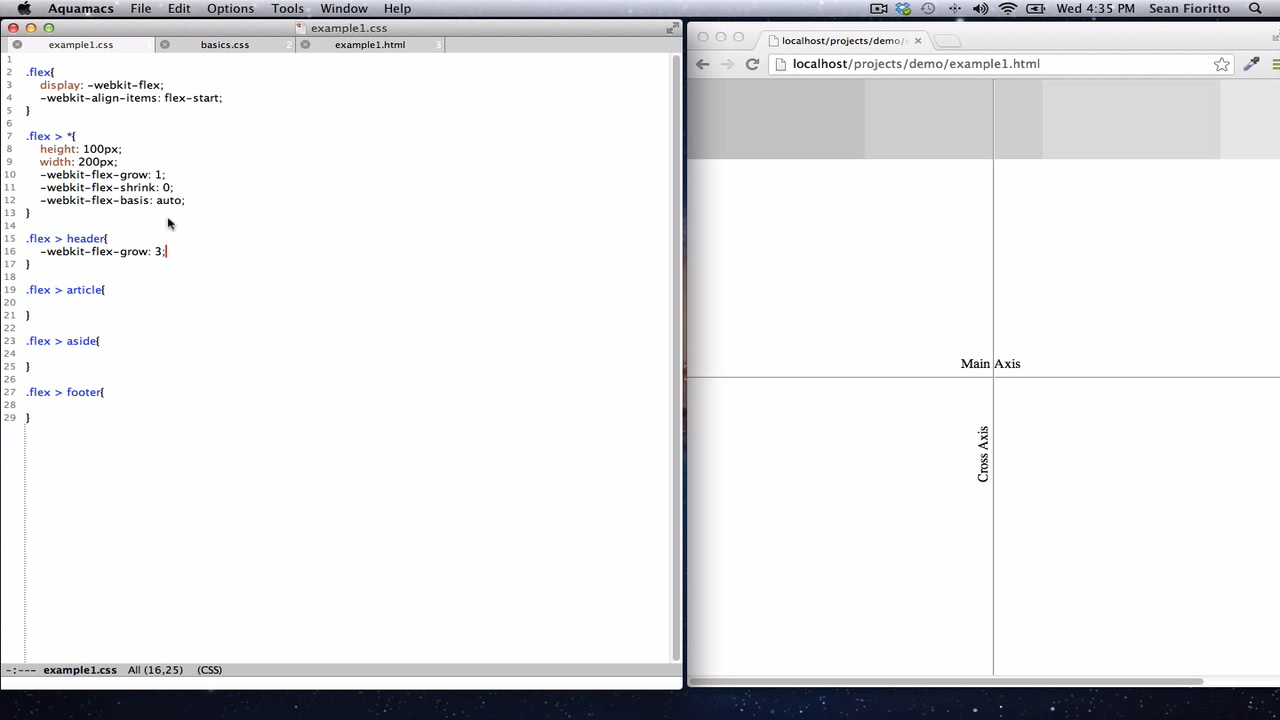 Aquamacs File Edit Options Tools Window Help Wed 4:35 PM Sean Fioritto
example1.css
example1.css 1 basics.css 2 example1.html 3
1
2 .flex{
3 display: -webkit-flex;
4 -webkit-align-items: flex-start;
5 }
6
7 .flex > *{
8 height: 100px;
9 width: 200px;
10 -webkit-flex-grow: 1;
11 -webkit-flex-shrink: 0;
12 -webkit-flex-basis: auto;
13 }
14
15 .flex > header{
16 -webkit-flex-grow: 3;
17 }
18
19 .flex > article{
20
21 }
22
23 .flex > aside{
24
25 }
26
27 .flex > footer{
28
29 }
-:--- example1.css All (16,25) (CSS)
localhost/projects/demo/
localhost/projects/demo/example1.html
Main Axis
Cross Axis